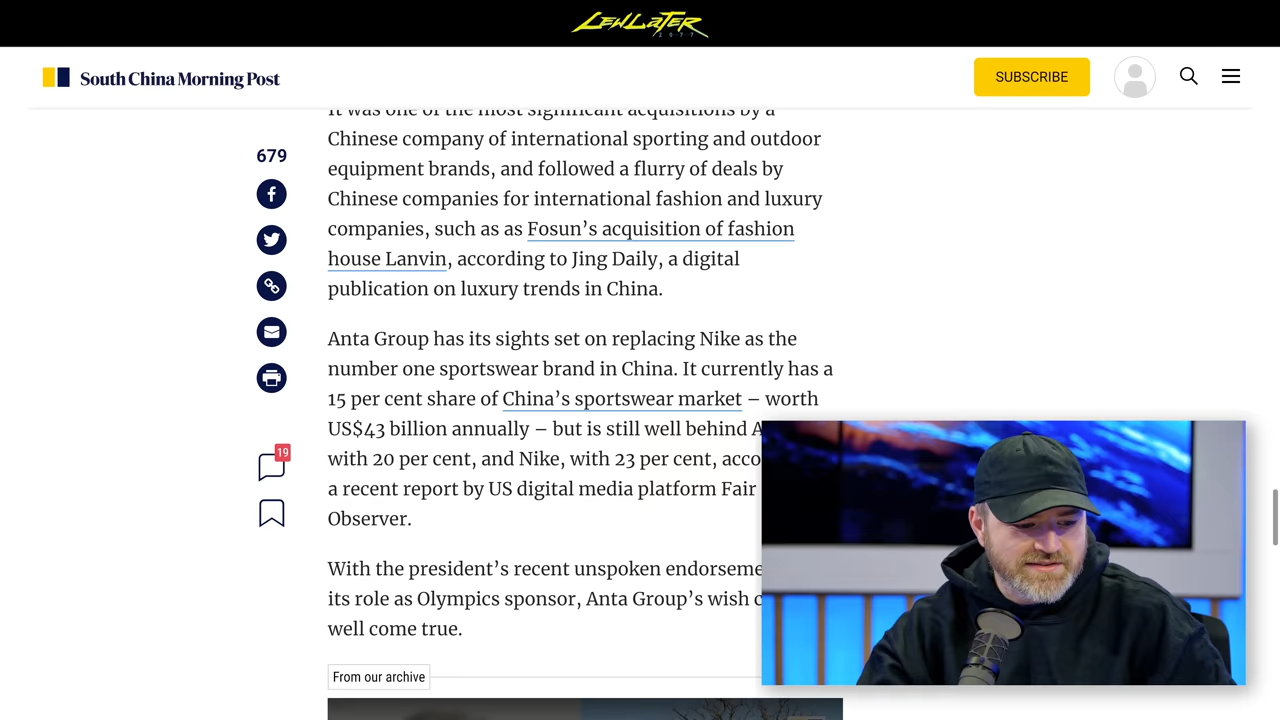 LEWLATER
2077
South China Morning Post
SUBSCRIBE
It was one of the most significant acquisitions by a
Chinese company of international sporting and outdoor
equipment brands, and followed a flurry of deals by
Chinese companies for international fashion and luxury
companies, such as as Fosun’s acquisition of fashion
house Lanvin, according to Jing Daily, a digital
publication on luxury trends in China.
679
Anta Group has its sights set on replacing Nike as the
number one sportswear brand in China. It currently has a
15 per cent share of China’s sportswear market – worth
US$43 billion annually – but is still well behind A
with 20 per cent, and Nike, with 23 per cent, acco
a recent report by US digital media platform Fair
Observer.
19
With the president’s recent unspoken endorseme
its role as Olympics sponsor, Anta Group’s wish c
well come true.
From our archive